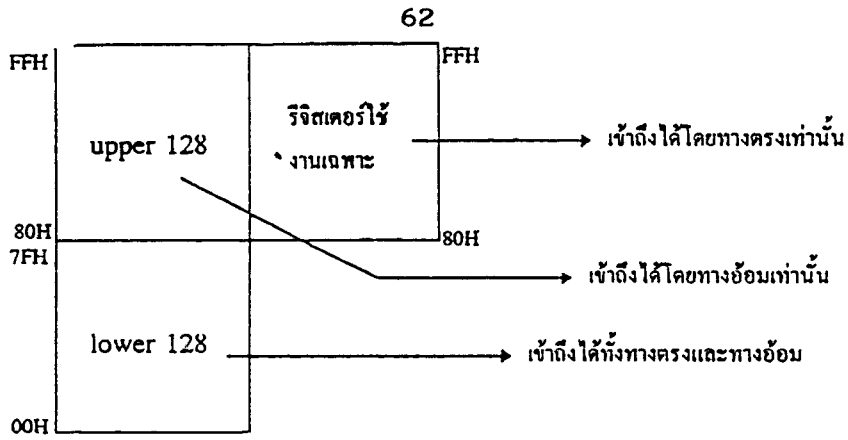 62
FFH
FFH
รีจิสเตอร์ใช้
งานเฉพาะ
upper 128
เข้าถึงได้โดยทางตรงเท่านั้น
80H
80H
7FH
เข้าถึงได้โดยทางอ้อมเท่านั้น
lower 128
เข้าถึงได้ทั้งทางตรงและทางอ้อม
00H